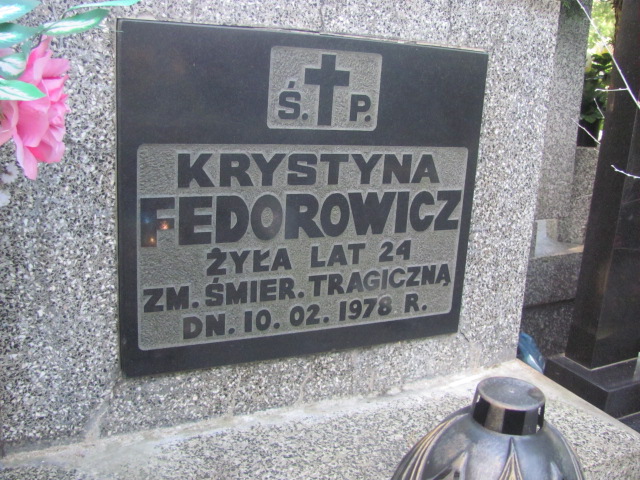 Ś. P.
KRYSTYNA
FEDOROWICZ
ŻYŁA LAT 24
ZM. ŚMIER. TRAGICZNĄ
DN. 10. 02. 1978 R.